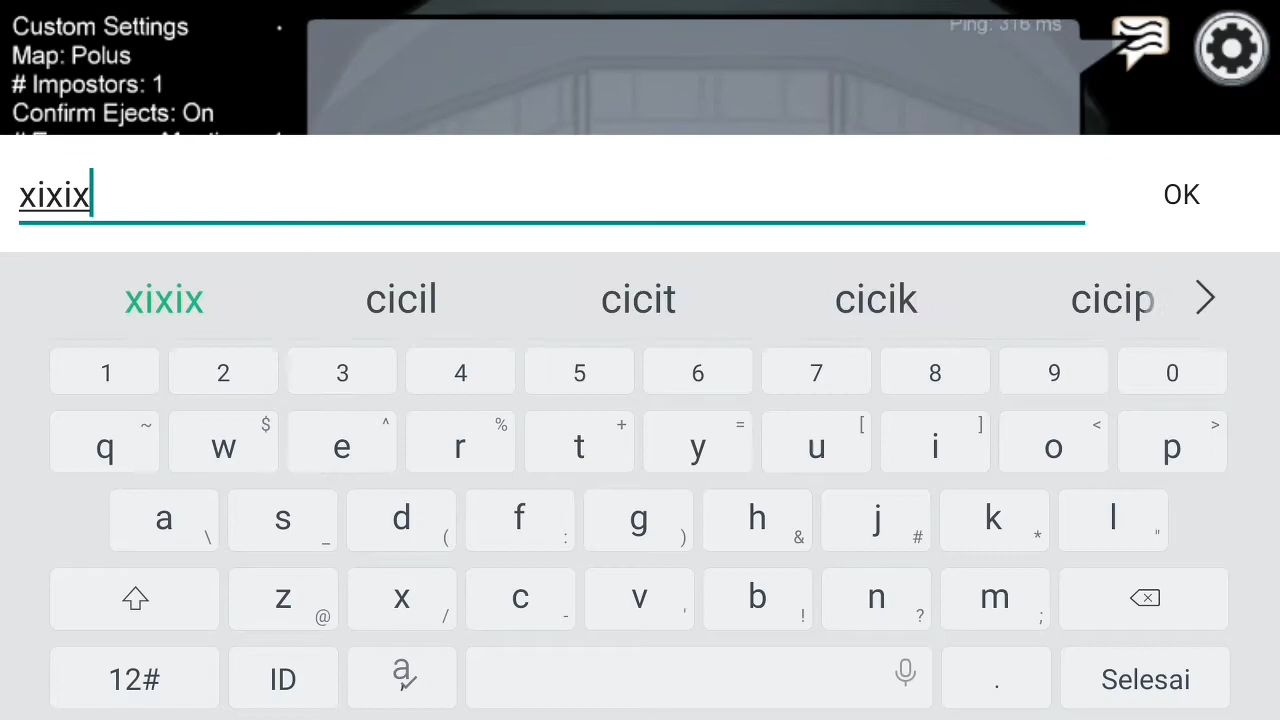 Custom Settings
Ping: 316 ms
Map: Polus
# Impostors: 1
Confirm Ejects: On
xixix
OK
xixix cicil cicit cicik cicip
1 2 3 4 5 6 7 8 9 0
q ~ w $ e ^ r % t + y = u [ i ] o < p >
a \ s _ d ( f : g ) h & j # k * l "
z @ x / c - v ' b ! n ? m ;
12# ID a, . Selesai